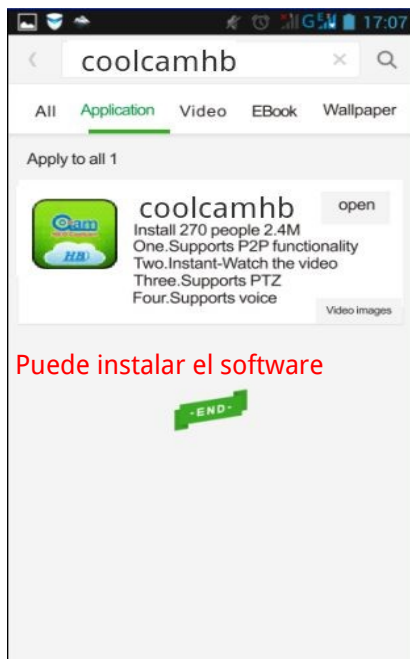 G 17:07
coolcamhb
All Application Video EBook Wallpaper
Apply to all 1
Cam
HB
coolcamhb
open
Install 270 people 2.4M
One.Supports P2P functionality
Two.Instant-Watch the video
Three.Supports PTZ
Four.Supports voice
Video images
Puede instalar el software
-END-